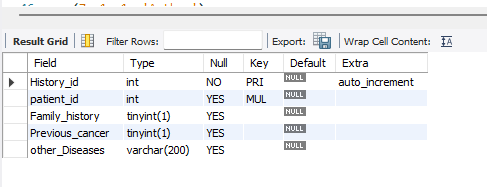 Result Grid Filter Rows: Export: Wrap Cell Content: IA
Field Type Null Key Default Extra
History_id int NO PRI NULL auto_increment
patient_id int YES MUL NULL
Family_history tinyint(1) YES NULL
Previous_cancer tinyint(1) YES NULL
other_Diseases varchar(200) YES NULL